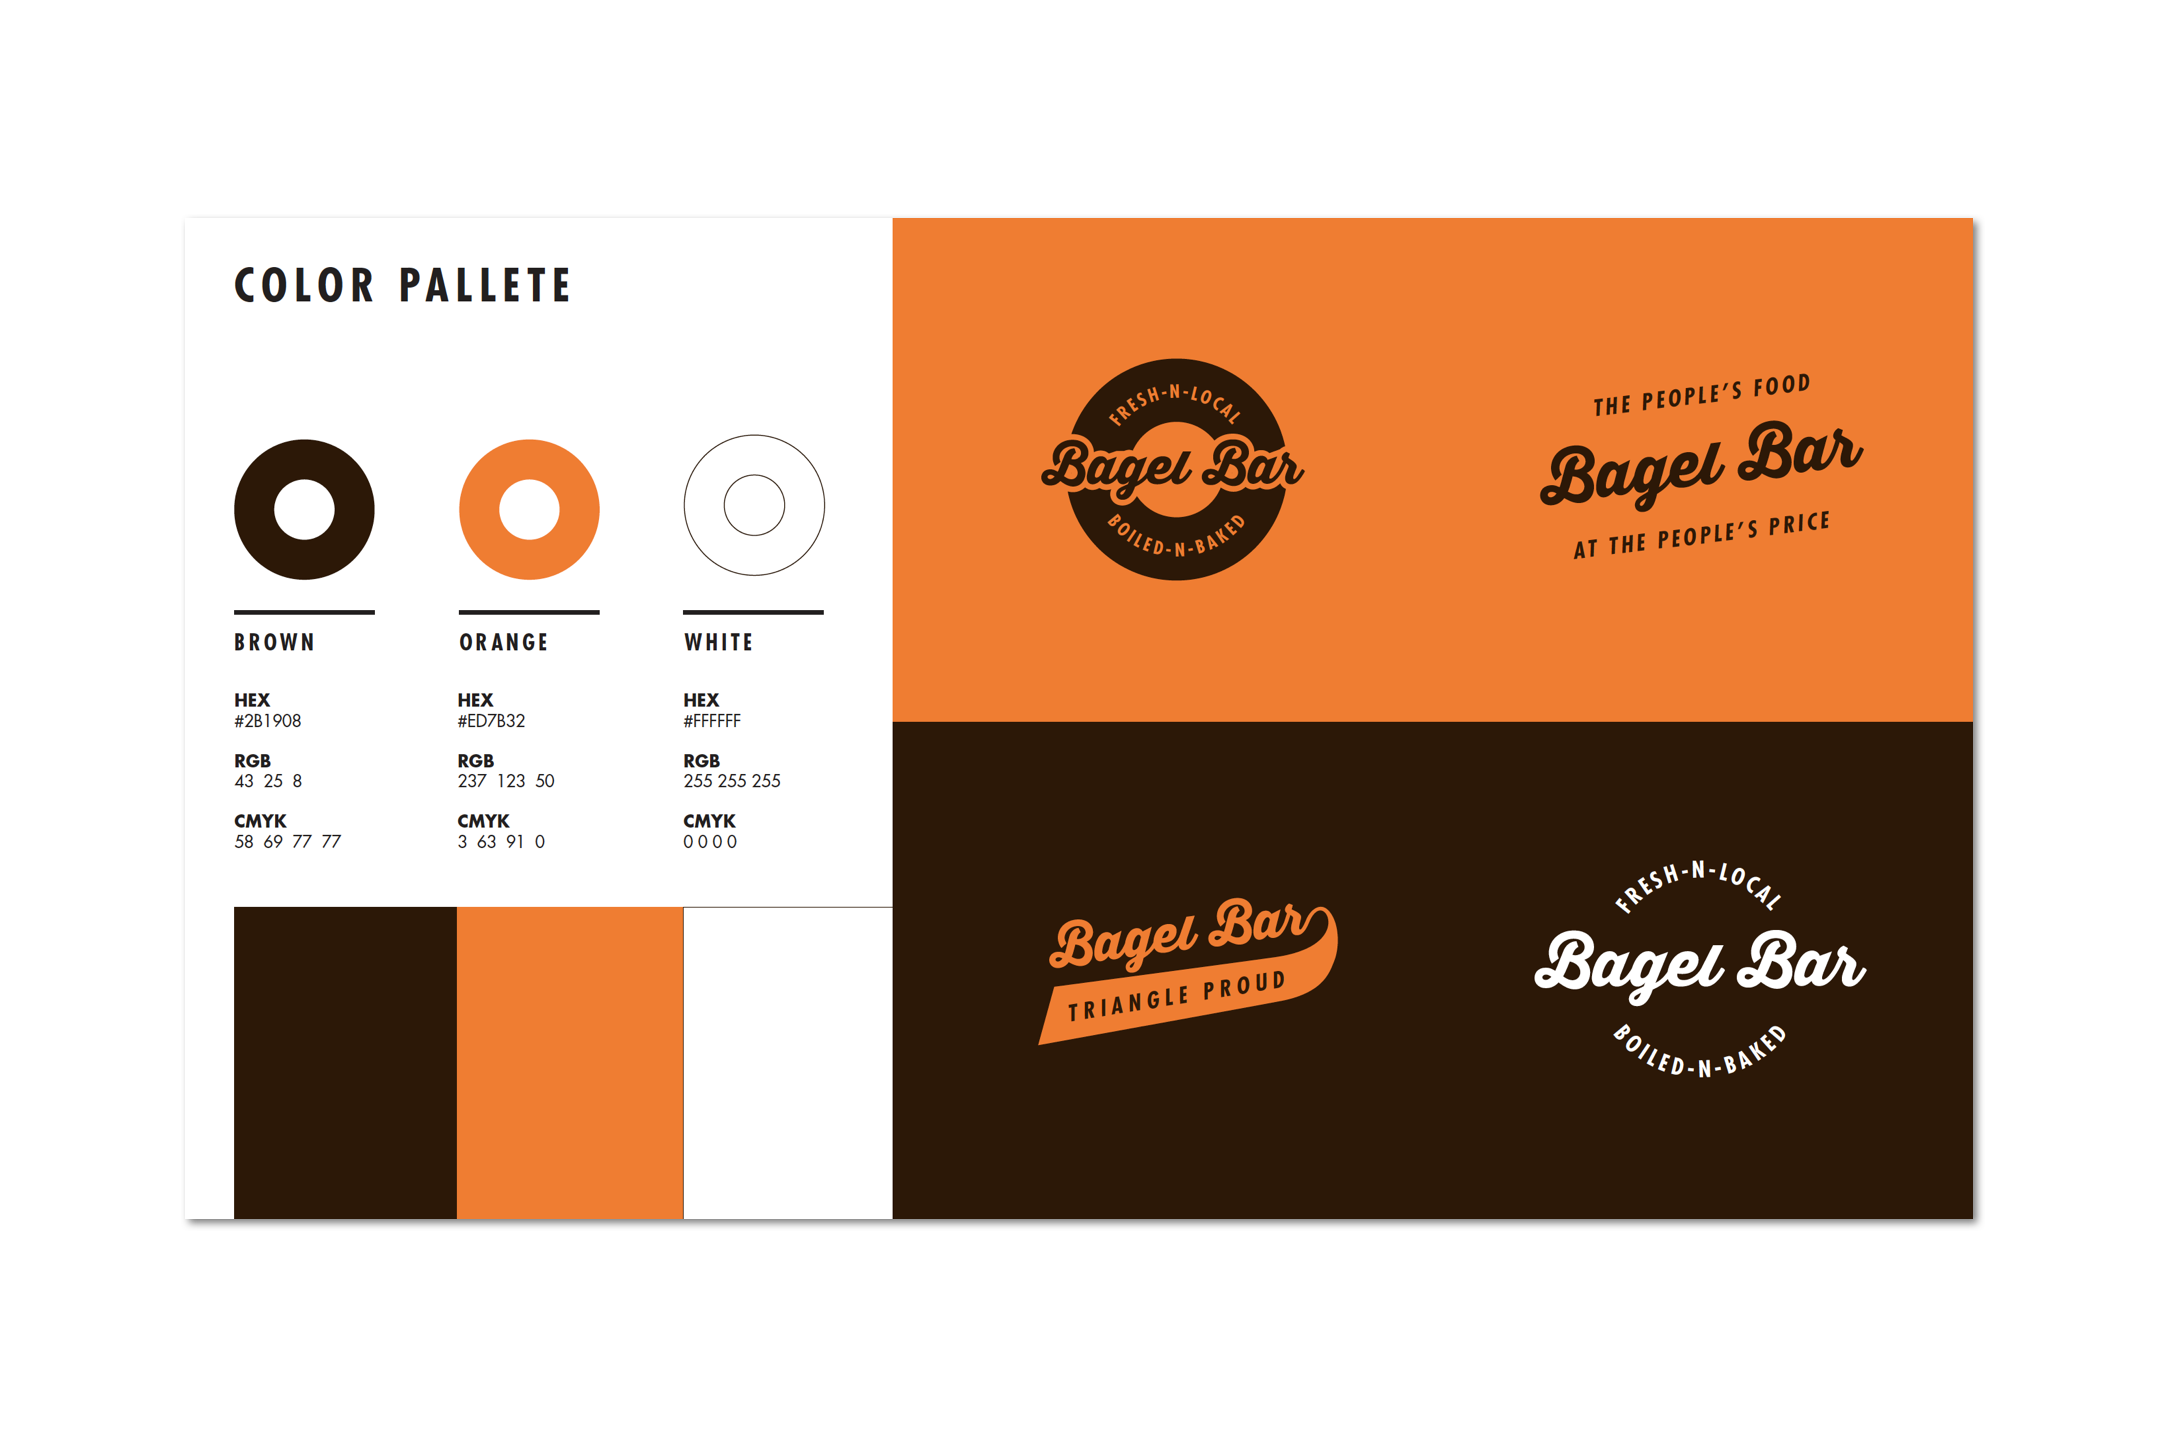 COLOR PALLETE
BROWN
HEX
#2B1908
RGB
43 25 8
CMYK
58 69 77 77
ORANGE
HEX
#ED7B32
RGB
237 123 50
CMYK
3 63 91 0
WHITE
HEX
#FFFFFF
RGB
255 255 255
CMYK
0 0 0 0
FRESH-N-LOCAL
Bagel Bar
BOILED-N-BAKED
THE PEOPLE'S FOOD
Bagel Bar
AT THE PEOPLE'S PRICE
Bagel Bar
TRIANGLE PROUD
FRESH-N-LOCAL
Bagel Bar
BOILED-N-BAKED